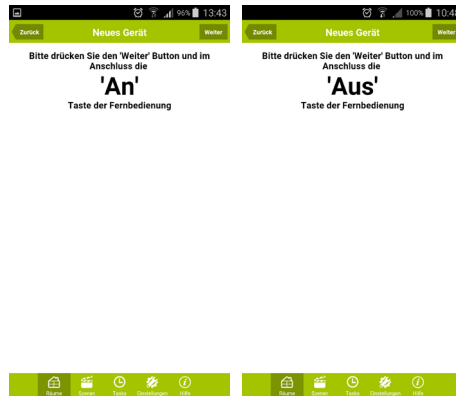 96% 13:43
Zurück Neues Gerät Weiter
Bitte drücken Sie den 'Weiter' Button und im
Anschluss die
'An'
Taste der Fernbedienung
Räume Szenen Tasks Einstellungen Hilfe
100% 10:48
Zurück Neues Gerät Weiter
Bitte drücken Sie den 'Weiter' Button und im
Anschluss die
'Aus'
Taste der Fernbedienung
Räume Szenen Tasks Einstellungen Hilfe